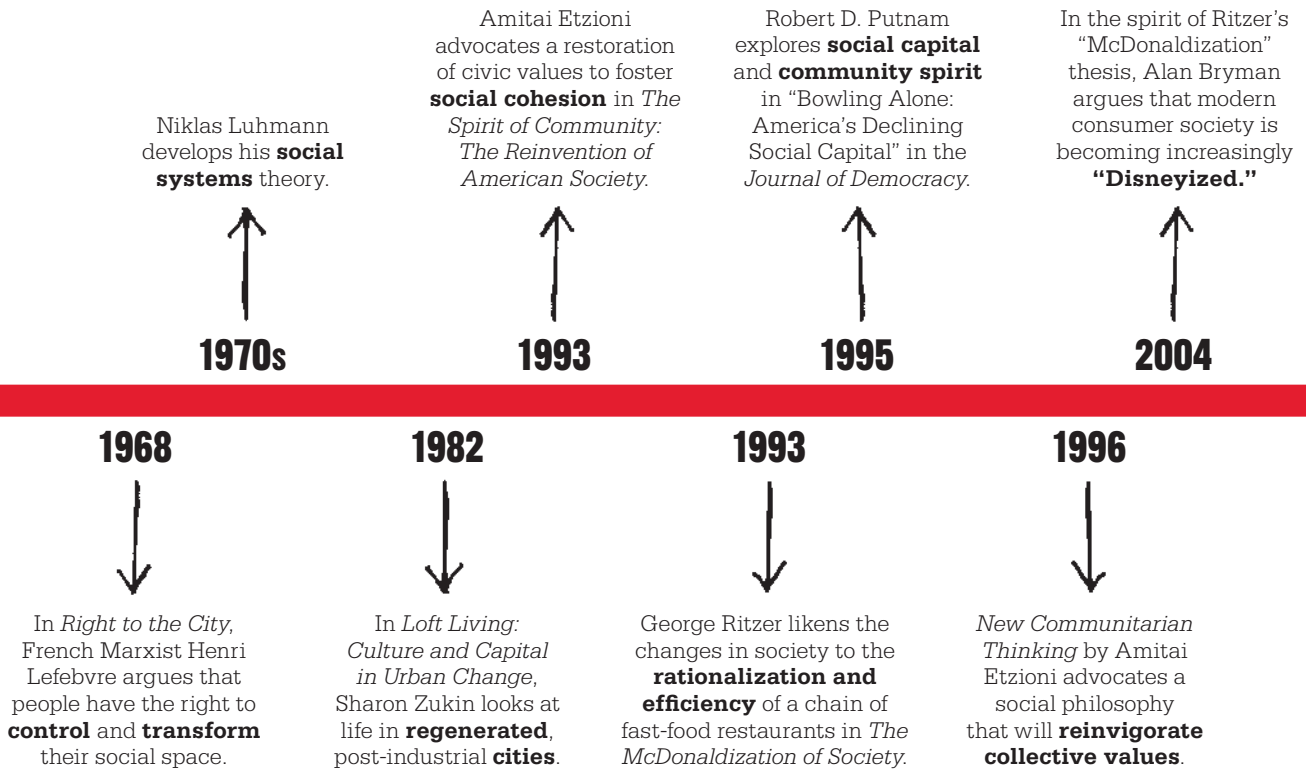 Niklas Luhmann
develops his social
systems theory.
Amitai Etzioni
advocates a restoration
of civic values to foster
social cohesion in The
Spirit of Community:
The Reinvention of
American Society.
Robert D. Putnam
explores social capital
and community spirit
in “Bowling Alone:
America’s Declining
Social Capital” in the
Journal of Democracy.
In the spirit of Ritzer’s
“McDonaldization”
thesis, Alan Bryman
argues that modern
consumer society is
becoming increasingly
“Disneyized.”
1970s
1993
1995
2004
1968
1982
1993
1996
In Right to the City,
French Marxist Henri
Lefebvre argues that
people have the right to
control and transform
their social space.
In Loft Living:
Culture and Capital
in Urban Change,
Sharon Zukin looks at
life in regenerated,
post-industrial cities.
George Ritzer likens the
changes in society to the
rationalization and
efficiency of a chain of
fast-food restaurants in The
McDonaldization of Society.
New Communitarian
Thinking by Amitai
Etzioni advocates a
social philosophy
that will reinvigorate
collective values.